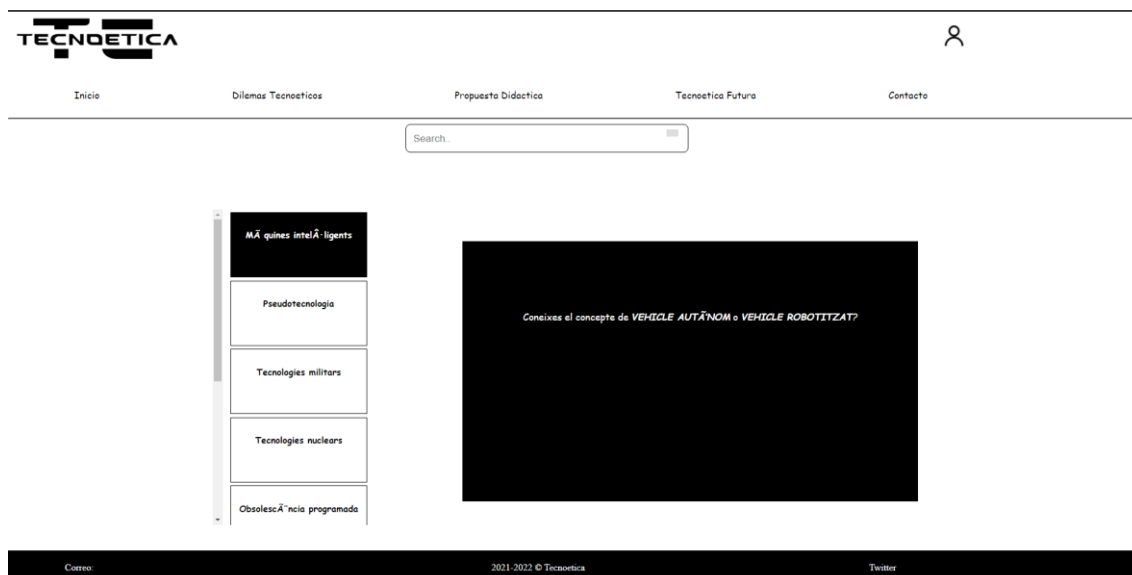 TECNOETICA
Inicio
Dilemas Tecnoeticos
Propuesta Didactica
Tecnoetica Futura
Contacto
Search..
MÃ quines intelÂ·ligents
Pseudotecnologia
Tecnologies militars
Tecnologies nuclears
ObsolescÃ¨ncia programada
Coneixes el concepte de VEHICLE AUTÃ’NOM o VEHICLE ROBOTITZAT?
Correo:
2021-2022 © Tecnoetica
Twitter